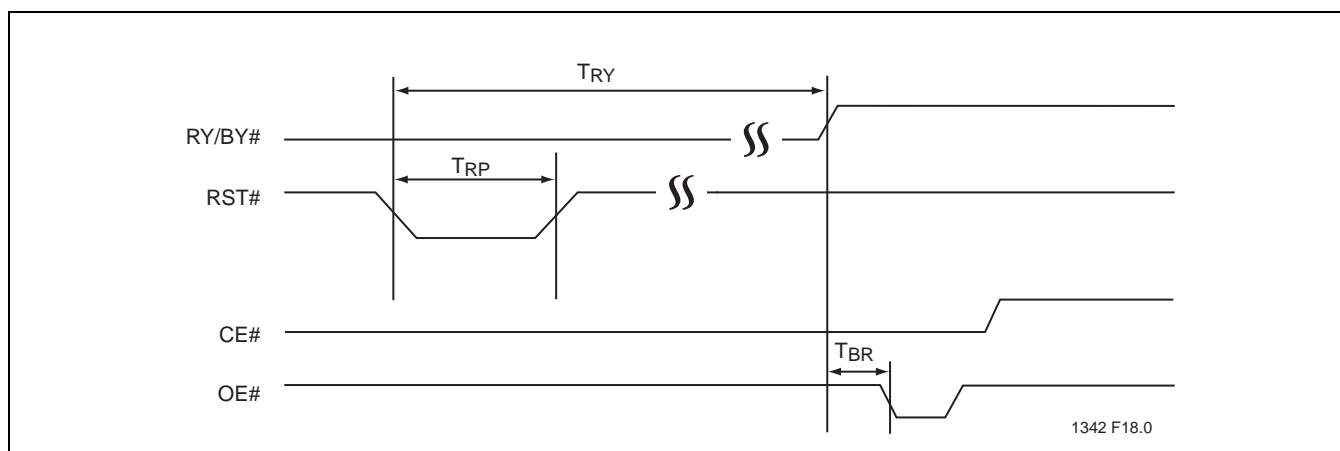 TRY
RY/BY#
TRP
RST#
CE#
TBR
OE#
1342 F18.0